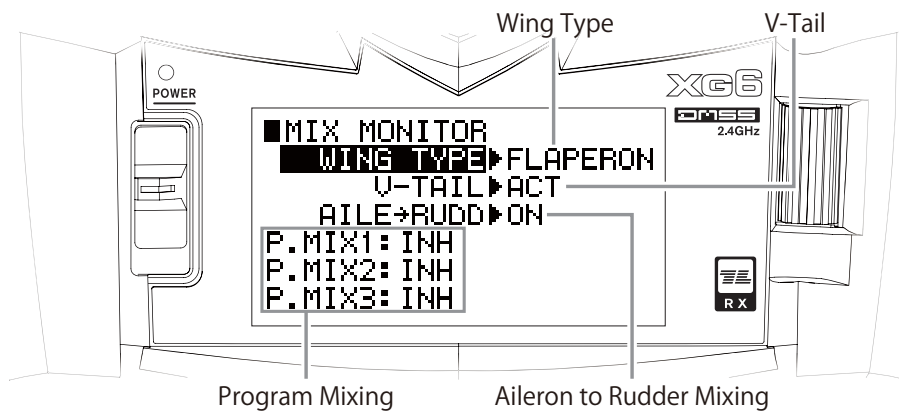 Wing Type
V-Tail
POWER
XG6
DMSS
2.4GHz
■MIX MONITOR
WING TYPE▶FLAPERON
V-TAIL▶ACT
AILE→RUDD▶ON
P.MIX1: INH
P.MIX2: INH
P.MIX3: INH
RX
Program Mixing
Aileron to Rudder Mixing